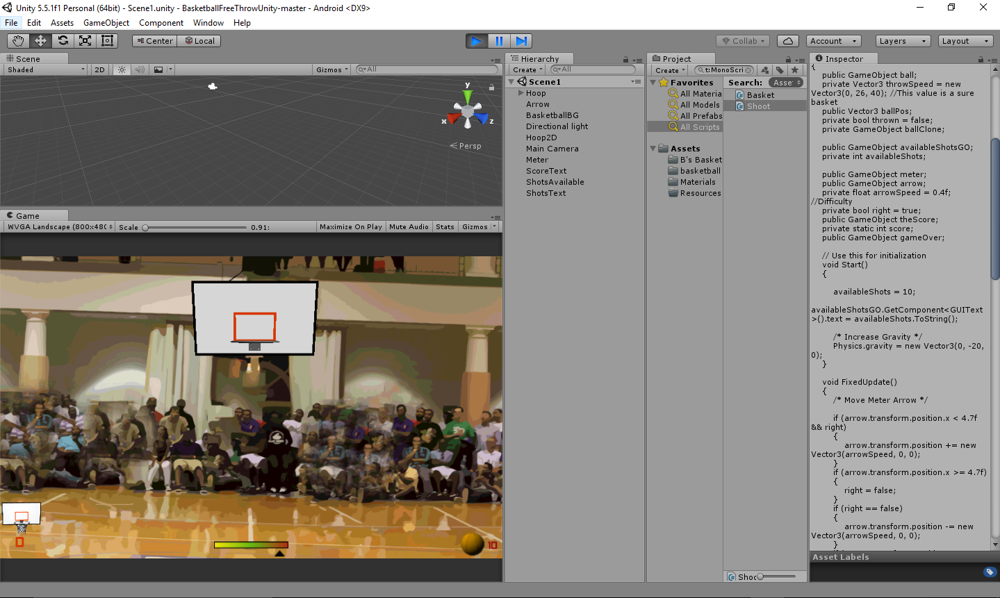 Unity 5.5.1f1 Personal (64bit) - Scene1.unity - BasketballFreeThrowUnity-master - Android <DX9>
File Edit Assets GameObject Component Window Help
Center Local Collab Account Layers Layout
Scene
Shaded 2D Gizmos All
y
x
z
Persp
Game
WVGA Landscape (800x48( Scale 0.91: Maximize On Play Mute Audio Stats Gizmos
0
10
Hierarchy
Create All
Scene1
Hoop
Arrow
BasketballBG
Directional light
Hoop2D
Main Camera
Meter
ScoreText
ShotsAvailable
ShotsText
Project
Create t:MonoScri
Favorites
All Materia
All Models
All Prefabs
All Scripts
Assets
B's Basket
basketball
Materials
Resources
Search: Asse
Basket
Shoot
Shoc
Inspector
{
public GameObject ball;
private Vector3 throwSpeed = new
Vector3(0, 26, 40); //This value is a sure
basket
public Vector3 ballPos;
private bool thrown = false;
private GameObject ballClone;
public GameObject availableShotsGO;
private int availableShots;
public GameObject meter;
public GameObject arrow;
private float arrowSpeed = 0.4f;
//Difficulty
private bool right = true;
public GameObject theScore;
private static int score;
public GameObject gameOver;
// Use this for initialization
void Start()
{
availableShots = 10;
availableShotsGO.GetComponent<GUIText
>().text = availableShots.ToString();
/* Increase Gravity */
Physics.gravity = new Vector3(0, -20,
0);
}
void FixedUpdate()
{
/* Move Meter Arrow */
if (arrow.transform.position.x < 4.7f
&& right)
{
arrow.transform.position += new
Vector3(arrowSpeed, 0, 0);
}
if (arrow.transform.position.x >= 4.7f)
{
right = false;
}
if (right == false)
{
arrow.transform.position -= new
Vector3(arrowSpeed, 0, 0);
}
Asset Labels